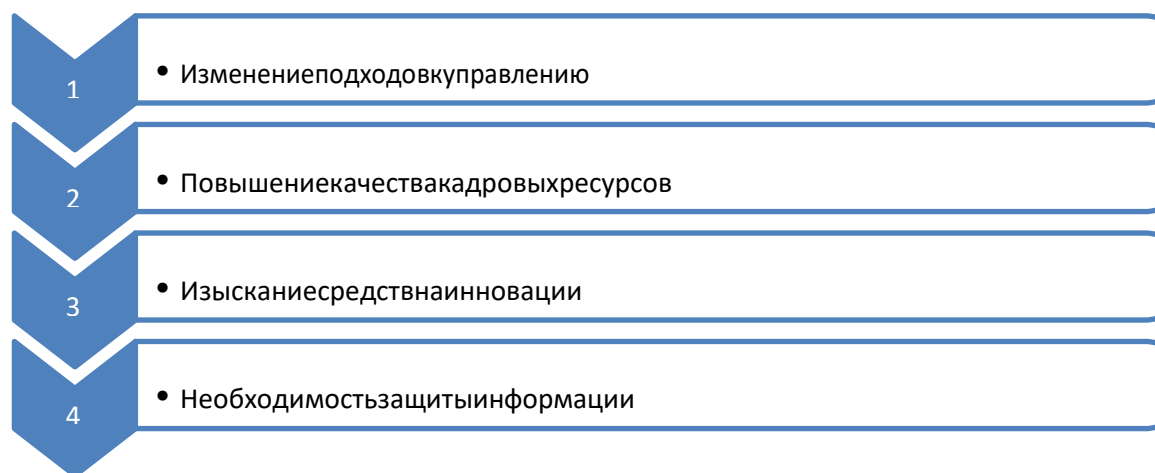 1
• Изменениеподходовкуправлению
2
• Повышениекачествакадровыхресурсов
3
• Изысканиесредствнаинновации
4
• Необходимостьзащитыинформации